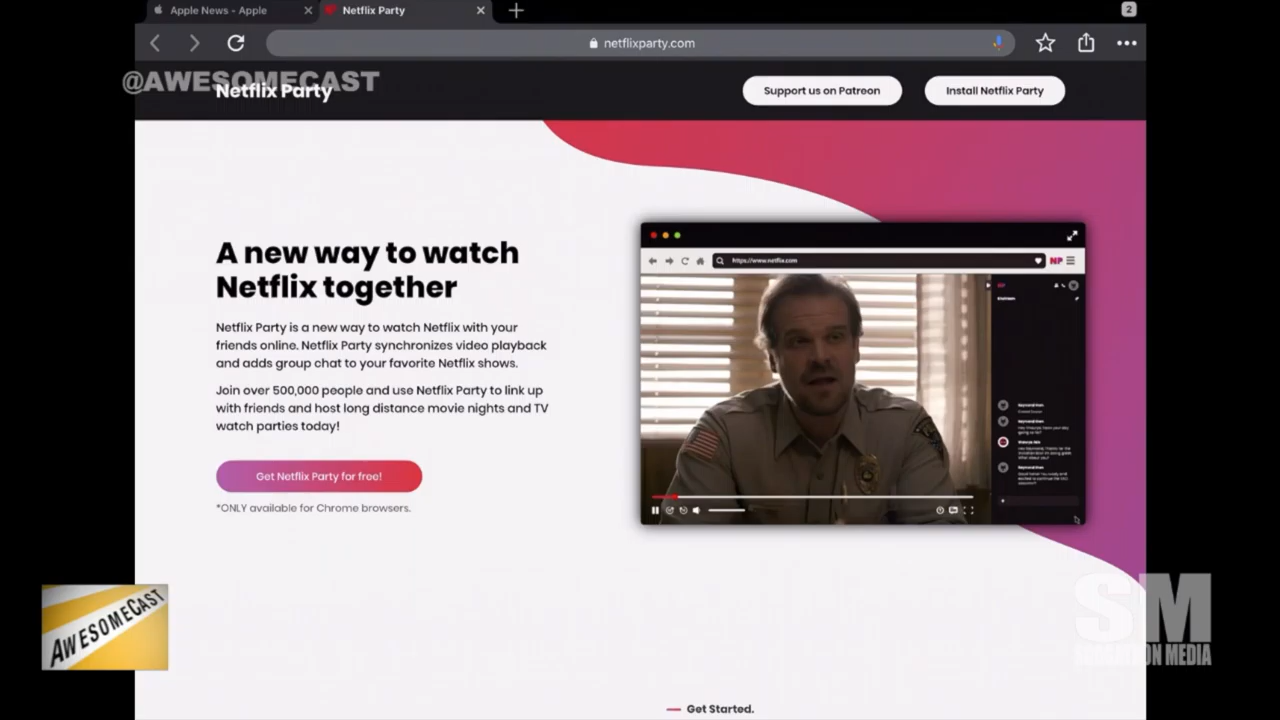 Apple News - Apple
Netflix Party
2
netflixparty.com
@AWESOMECAST
Netflix Party
Support us on Patreon
Install Netflix Party
A new way to watch
Netflix together
Netflix Party is a new way to watch Netflix with your
friends online. Netflix Party synchronizes video playback
and adds group chat to your favorite Netflix shows.
Join over 500,000 people and use Netflix Party to link up
with friends and host long distance movie nights and TV
watch parties today!
Get Netflix Party for free!
*ONLY available for Chrome browsers.
https://www.netflix.com
NP
AWESOMECAST
SM
MEDIA
Get Started.